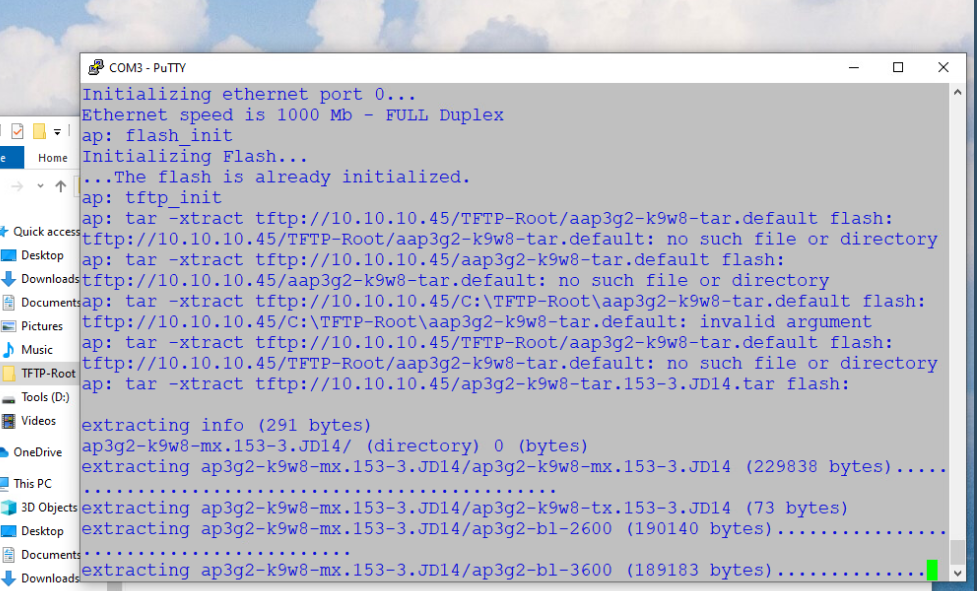 COM3 - PuTTY
Initializing ethernet port 0...
Ethernet speed is 1000 Mb - FULL Duplex
ap: flash_init
Initializing Flash...
...The flash is already initialized.
ap: tftp_init
ap: tar -xtract tftp://10.10.10.45/TFTP-Root/aap3g2-k9w8-tar.default flash:
tftp://10.10.10.45/TFTP-Root/aap3g2-k9w8-tar.default: no such file or directory
ap: tar -xtract tftp://10.10.10.45/aap3g2-k9w8-tar.default flash:
tftp://10.10.10.45/aap3g2-k9w8-tar.default: no such file or directory
ap: tar -xtract tftp://10.10.10.45/C:\TFTP-Root\aap3g2-k9w8-tar.default flash:
tftp://10.10.10.45/C:\TFTP-Root\aap3g2-k9w8-tar.default: invalid argument
ap: tar -xtract tftp://10.10.10.45/TFTP-Root/aap3g2-k9w8-tar.default flash:
tftp://10.10.10.45/TFTP-Root/aap3g2-k9w8-tar.default: no such file or directory
ap: tar -xtract tftp://10.10.10.45/ap3g2-k9w8-tar.153-3.JD14.tar flash:
extracting info (291 bytes)
ap3g2-k9w8-mx.153-3.JD14/ (directory) 0 (bytes)
extracting ap3g2-k9w8-mx.153-3.JD14/ap3g2-k9w8-mx.153-3.JD14 (229838 bytes).....
...........................................
extracting ap3g2-k9w8-mx.153-3.JD14/ap3g2-k9w8-tx.153-3.JD14 (73 bytes)
extracting ap3g2-k9w8-mx.153-3.JD14/ap3g2-bl-2600 (190140 bytes)................
.........................
extracting ap3g2-k9w8-mx.153-3.JD14/ap3g2-bl-3600 (189183 bytes)..............
Home
Quick access
Desktop
Downloads
Documents
Pictures
Music
TFTP-Root
Tools (D:)
Videos
OneDrive
This PC
3D Objects
Desktop
Documents
Downloads